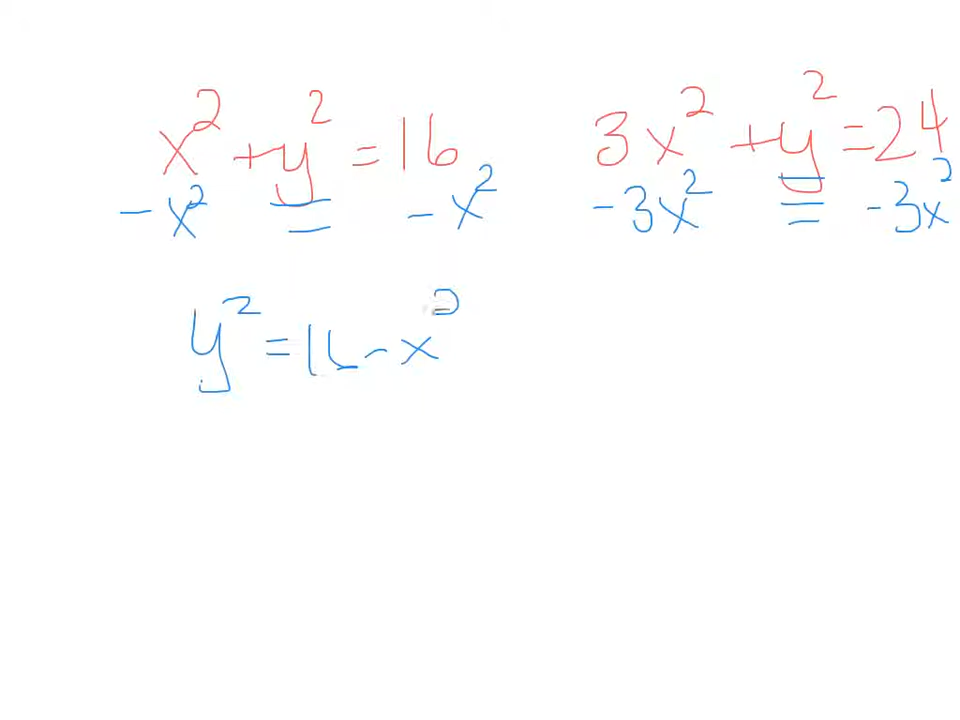 x² + y² = 16
- x² = - x²
y² = 16 - x²
3x² + y² = 24
- 3x² = - 3x²